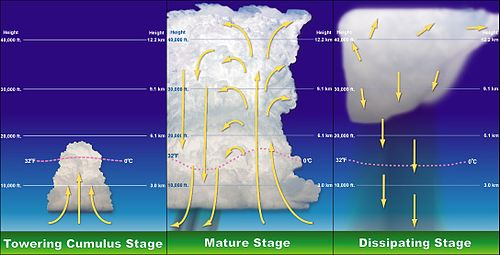 Height Height
40,000 ft. 12.2 km
30,000 ft. 9.1 km
20,000 ft. 6.1 km
32°F 0°C
10,000 ft. 3.0 km
Towering Cumulus Stage
Height Height
40,000 ft. 12.2 km
30,000 ft. 9.1 km
20,000 ft. 6.1 km
32°F 0°C
10,000 ft. 3.0 km
Mature Stage
Height Height
40,000 ft. 12.2 km
30,000 ft. 9.1 km
20,000 ft. 6.1 km
32°F 0°C
10,000 ft. 3.0 km
Dissipating Stage